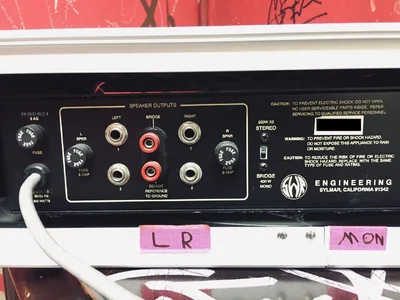 SPEAKER OUTPUTS
LEFT
BRIDGE
RIGHT
L
SPKR
R
SPKR
FUSE
FUSE
5 AMP
FUSE
1
1
2
2
DO NOT
REFERENCE
TO GROUND
200W X2
STEREO
BRIDGE
400 W
MONO
CAUTION: TO PREVENT ELECTRIC SHOCK, DO NOT OPEN.
NO USER SERVICEABLE PARTS INSIDE. REFER
SERVICING TO QUALIFIED SERVICE PERSONNEL.
WARNING: TO PREVENT FIRE OR SHOCK HAZARD,
DO NOT EXPOSE THIS APPLIANCE TO RAIN
OR MOISTURE.
CAUTION: TO REDUCE THE RISK OF FIRE OR ELECTRIC
SHOCK HAZARD, REPLACE WITH THE SAME
TYPE OF FUSE AND RATING.
ENGINEERING
SYLMAR, CALIFORNIA 91342
L R
MON